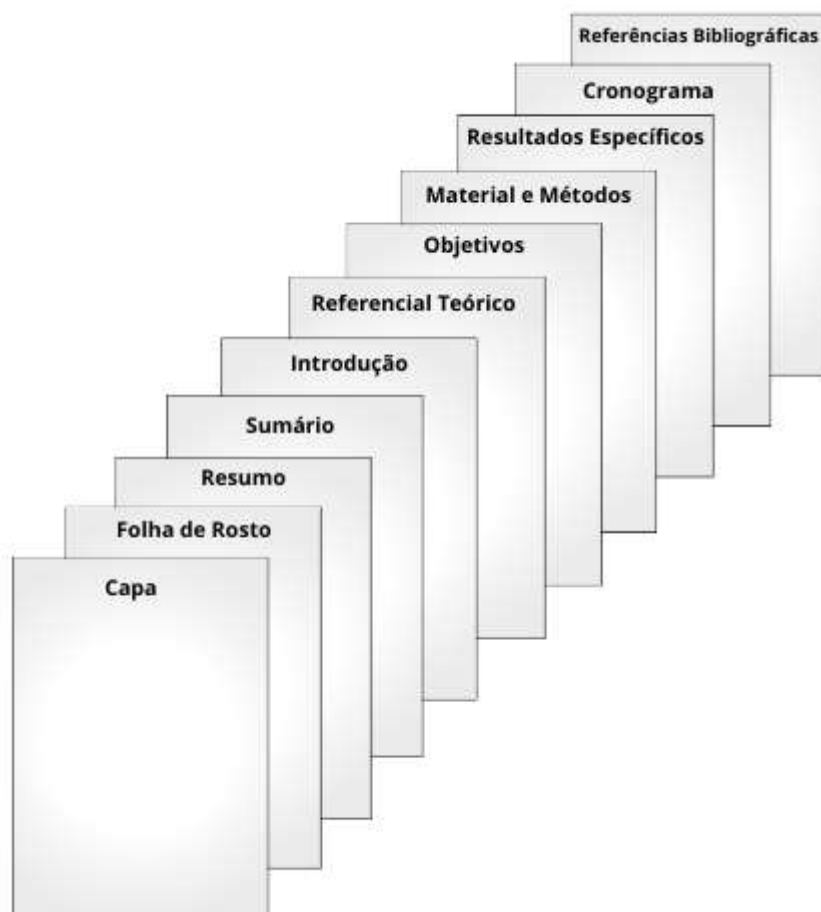 Referências Bibliográficas
Cronograma
Resultados Específicos
Material e Métodos
Objetivos
Referencial Teórico
Introdução
Sumário
Resumo
Folha de Rosto
Capa